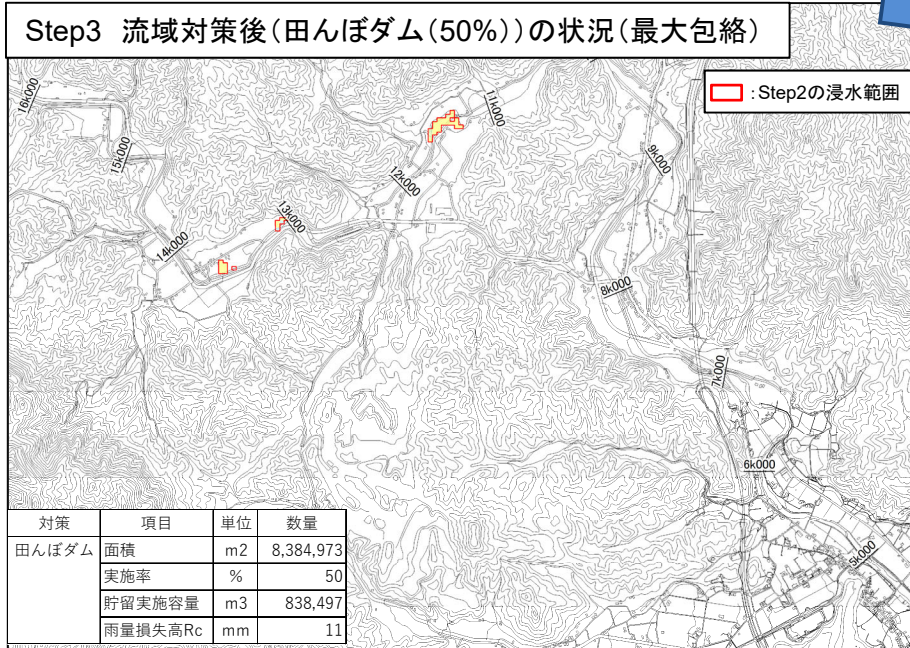 Step3 流域対策後(田んぼダム(50%))の状況(最大包絡)
:Step2の浸水範囲
16k000
15k000
14k000
13k000
12k000
11k000
9k000
8k000
7k000
6k000
5k000
対策 項目 単位 数量
田んぼダム 面積 m2 8,384,973
実施率 % 50
貯留実施容量 m3 838,497
雨量損失高Rc mm 11